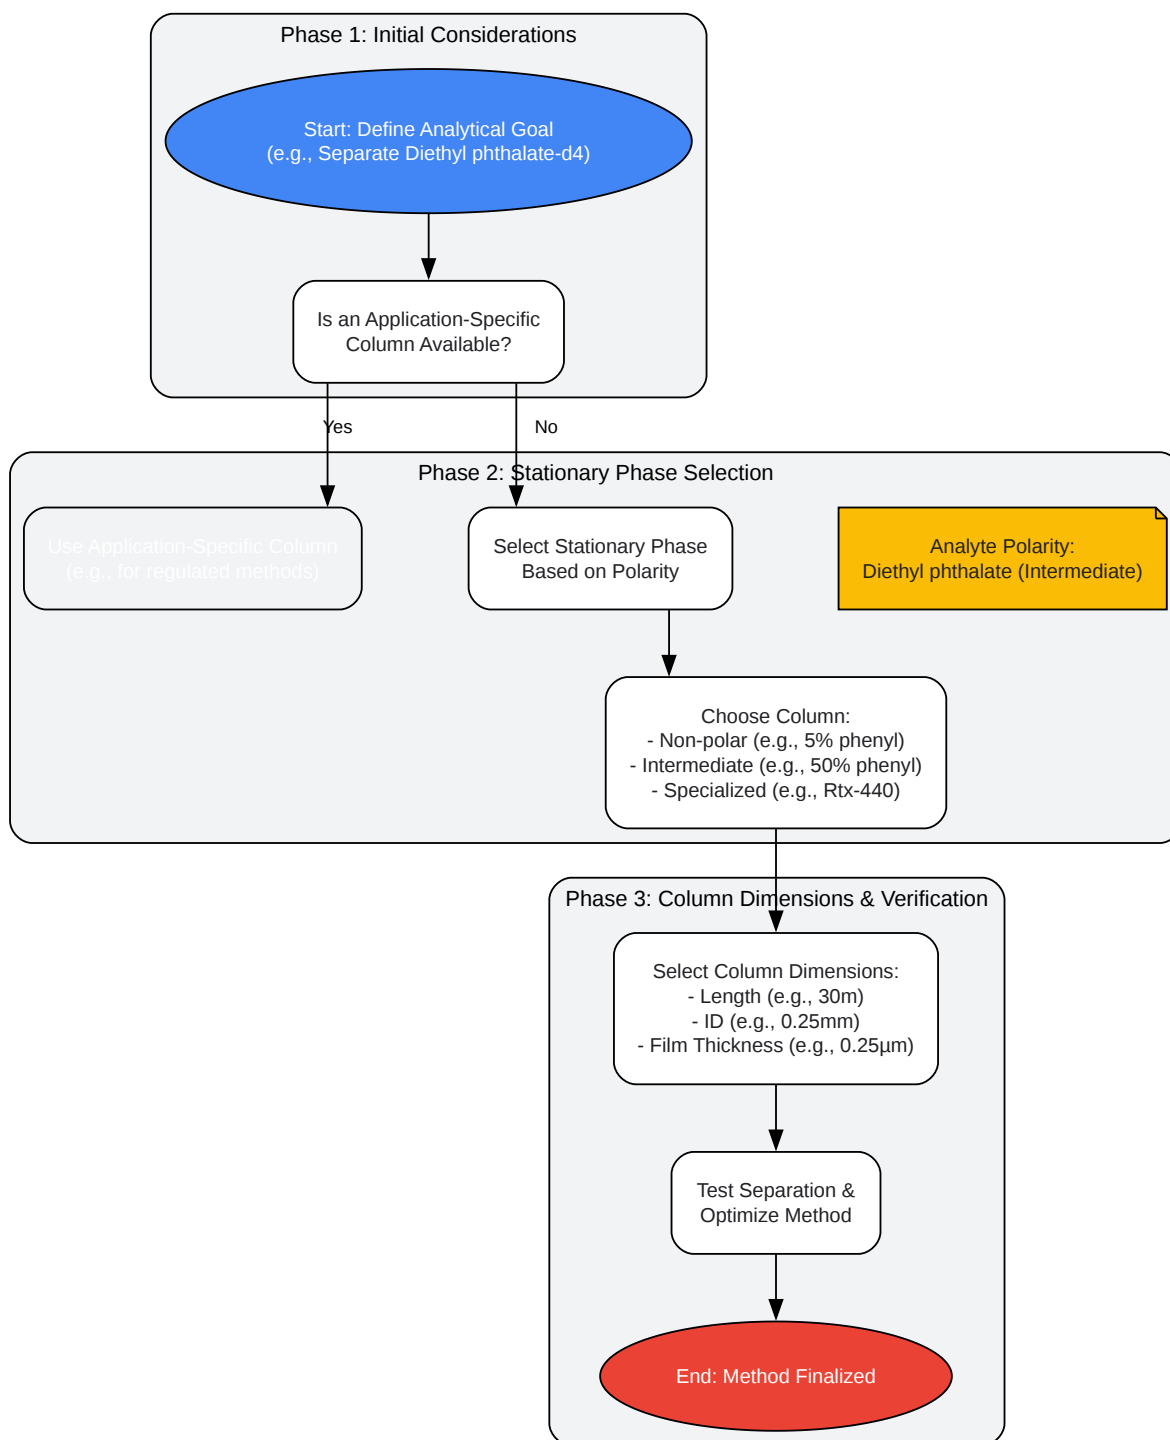 Phase 1: Initial Considerations
Start: Define Analytical Goal
(e.g., Separate Diethyl phthalate-d4)
Is an Application-Specific
Column Available?
Yes
No
Phase 2: Stationary Phase Selection
Use Application-Specific Column
(e.g., for regulated methods)
Select Stationary Phase
Based on Polarity
Analyte Polarity:
Diethyl phthalate (Intermediate)
Choose Column:
- Non-polar (e.g., 5% phenyl)
- Intermediate (e.g., 50% phenyl)
- Specialized (e.g., Rtx-440)
Phase 3: Column Dimensions & Verification
Select Column Dimensions:
- Length (e.g., 30m)
- ID (e.g., 0.25mm)
- Film Thickness (e.g., 0.25µm)
Test Separation &
Optimize Method
End: Method Finalized